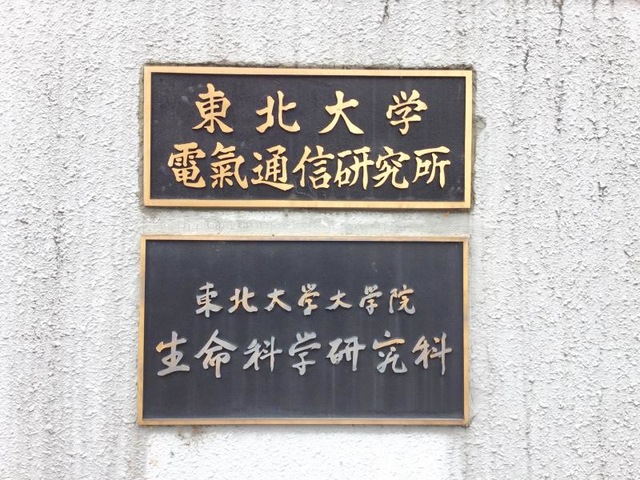 東北大学
電氣通信研究所
東北大学大学院
生命科学研究科